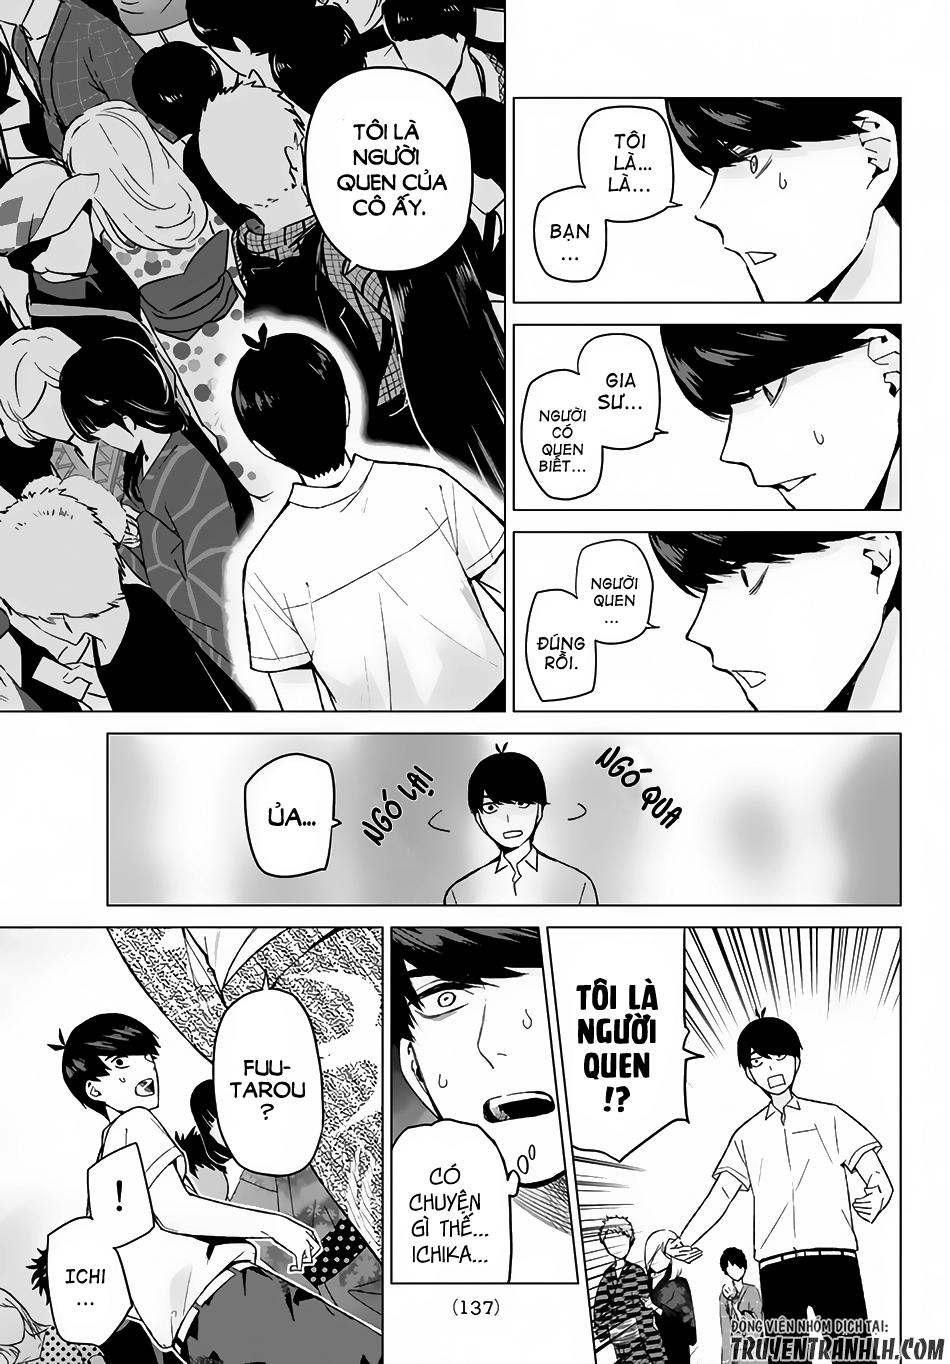 TÔI
LÀ...
LÀ...
BẠN
...
GIA
SƯ...
NGƯỜI
CÓ
QUEN
BIẾT...
NGƯỜI
QUEN
...
ĐÚNG
RỒI.
TÔI LÀ
NGƯỜI
QUEN CỦA
CÔ ẤY.
NGÓ QUA
NGÓ LẠI
ỦA...
TÔI LÀ
NGƯỜI
QUEN
!?
CÓ
CHUYỆN
GÌ THẾ...
ICHIKA...
FUU-
TAROU
?
!
ICHI
...
(137)
ĐỘNG VIÊN NHÓM DỊCH TẠI:
TRUYENTRANHLH.COM